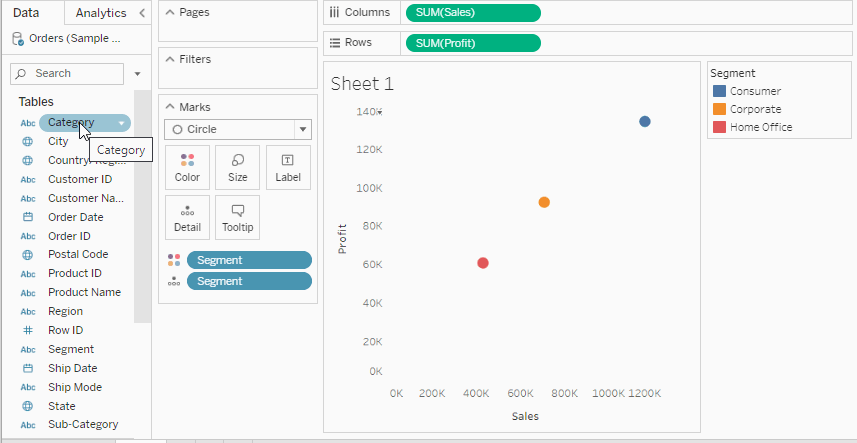 Data
Analytics
Orders (Sample ...
Search
Tables
Abc Category
Category
City
Country/Regi...
Abc Customer ID
Abc Customer Na...
Order Date
Abc Order ID
Postal Code
Abc Product ID
Abc Product Name
Abc Region
# Row ID
Abc Segment
Ship Date
Abc Ship Mode
State
Abc Sub-Category
Pages
Filters
Marks
Circle
Color
Size
Label
Detail
Tooltip
Segment
Segment
Columns
SUM(Sales)
Rows
SUM(Profit)
Sheet 1
140K
120K
100K
80K
60K
40K
20K
0K
Profit
0K 200K 400K 600K 800K 1000K 1200K
Sales
Segment
Consumer
Corporate
Home Office